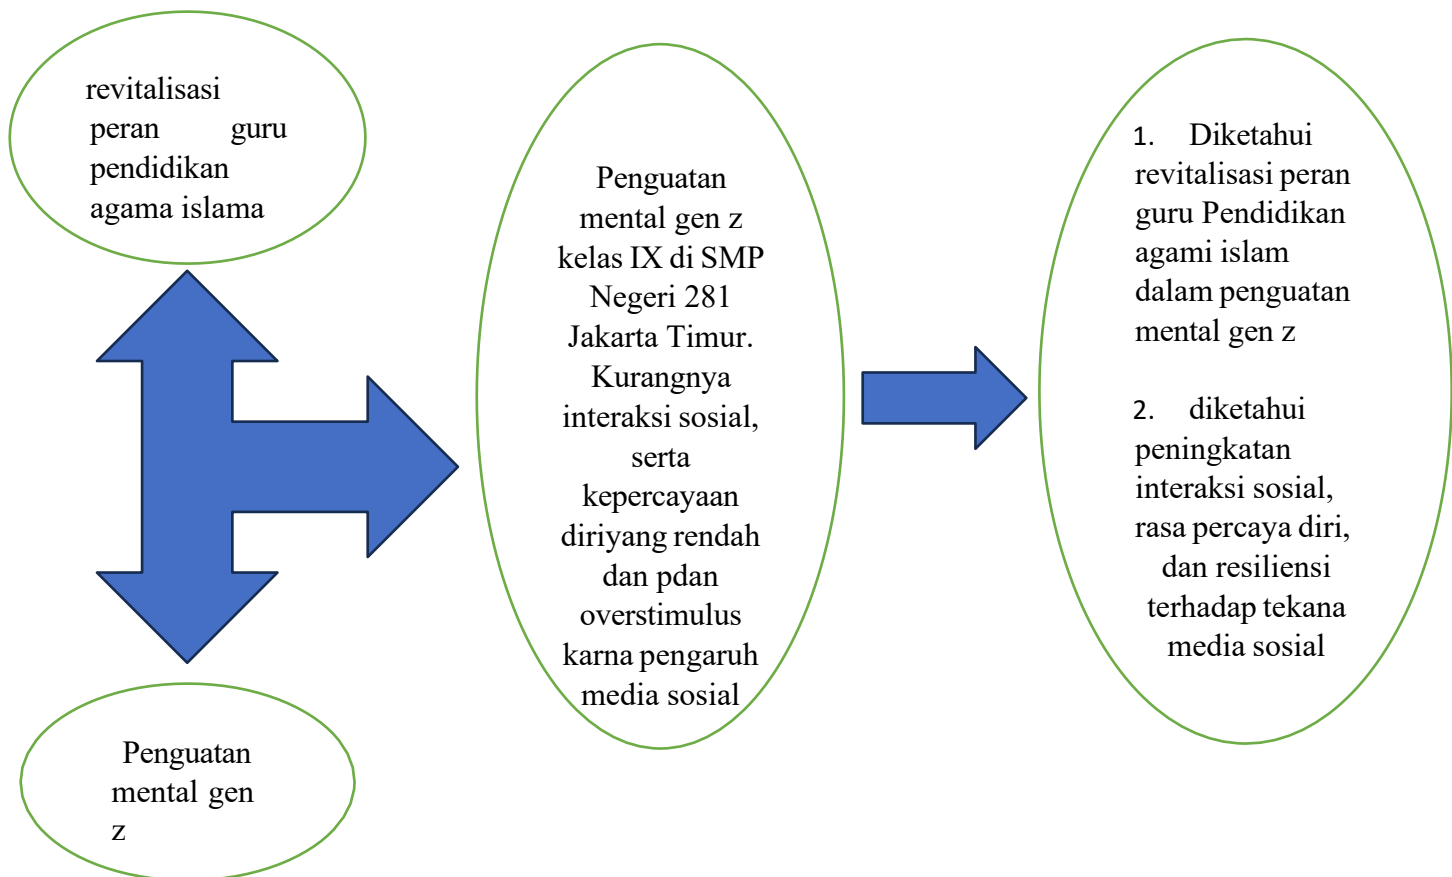 revitalisasi
peran guru
pendidikan
agama islama
Penguatan
mental gen
z
Penguatan
mental gen z
kelas IX di SMP
Negeri 281
Jakarta Timur.
Kurangnya
interaksi sosial,
serta
kepercayaan
diriyang rendah
dan pdan
overstimulus
karna pengaruh
media sosial
1. Diketahui
revitalisasi peran
guru Pendidikan
agami islam
dalam penguatan
mental gen z
2. diketahui
peningkatan
interaksi sosial,
rasa percaya diri,
dan resiliensi
terhadap tekana
media sosial